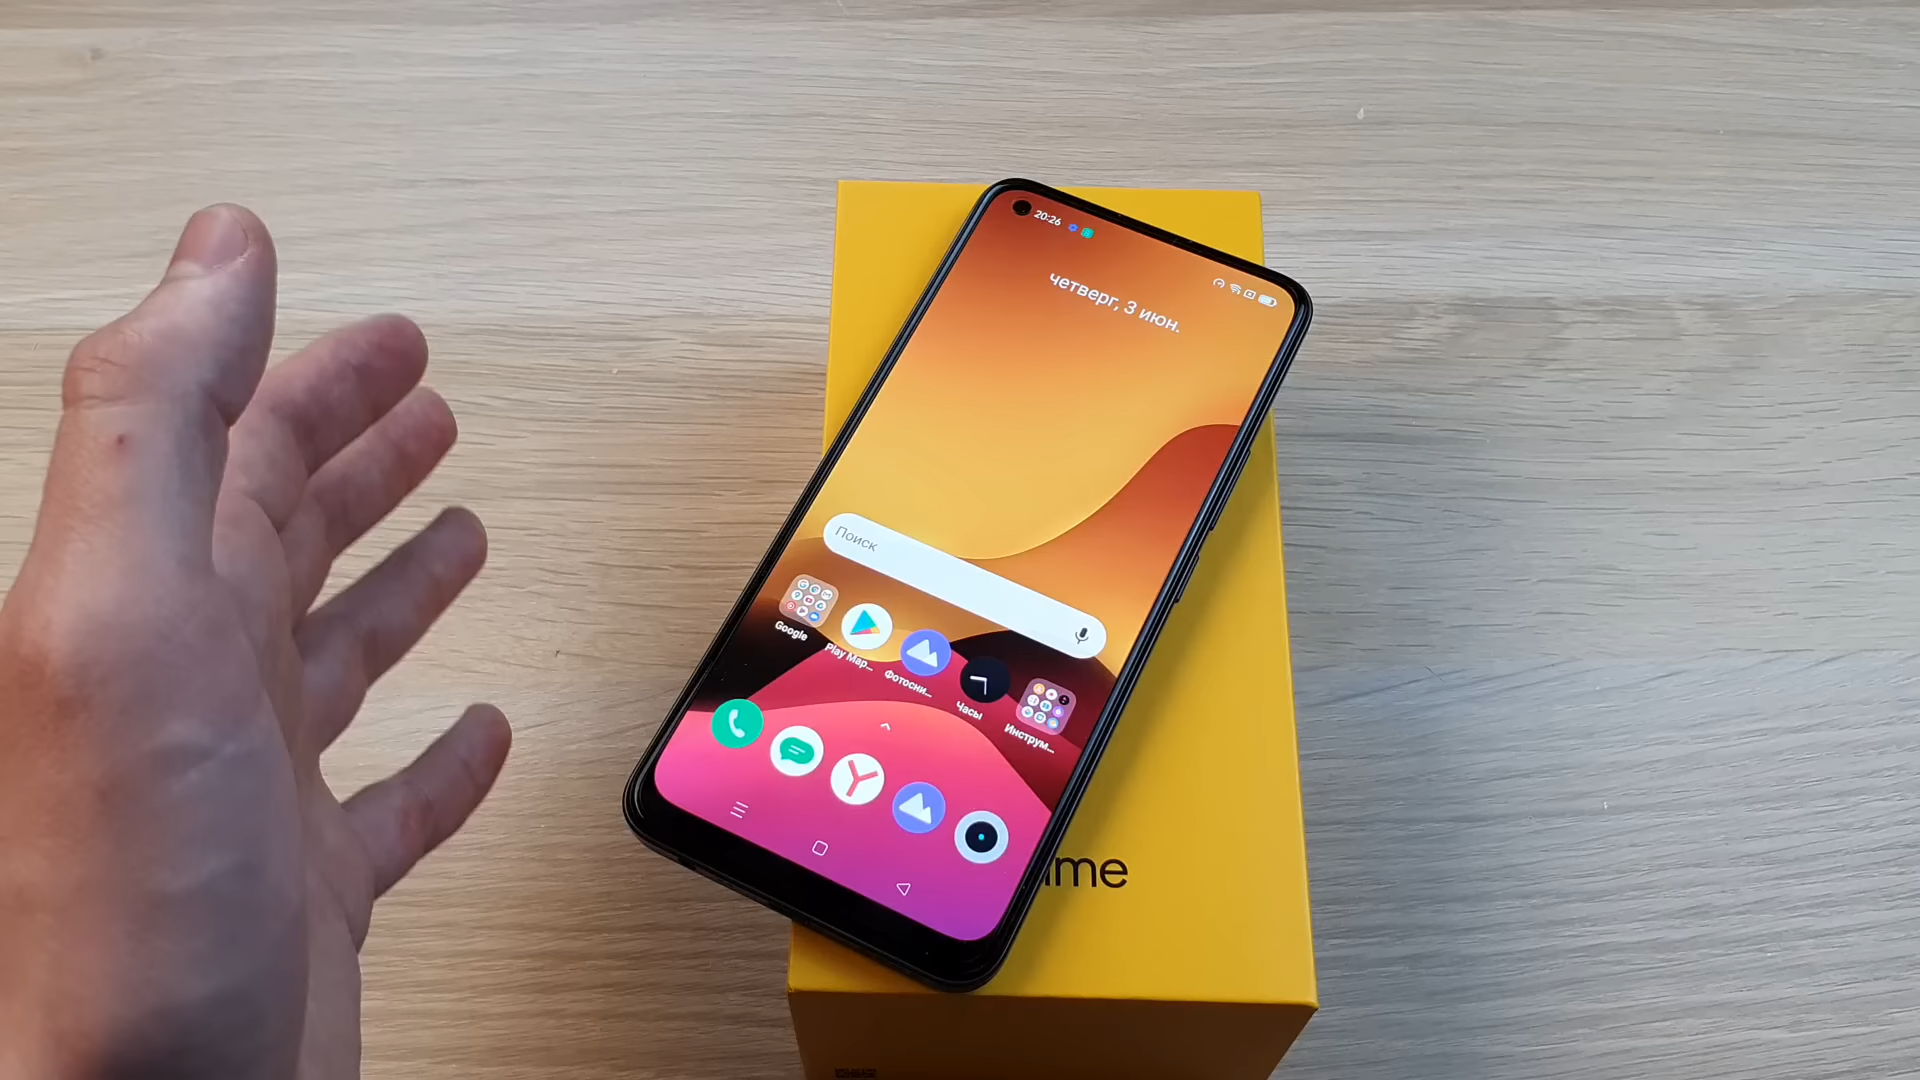 20:26
четверг, 3 июн.
Поиск
Google
Play Мар...
Фотосни...
Часы
Инструм...
me